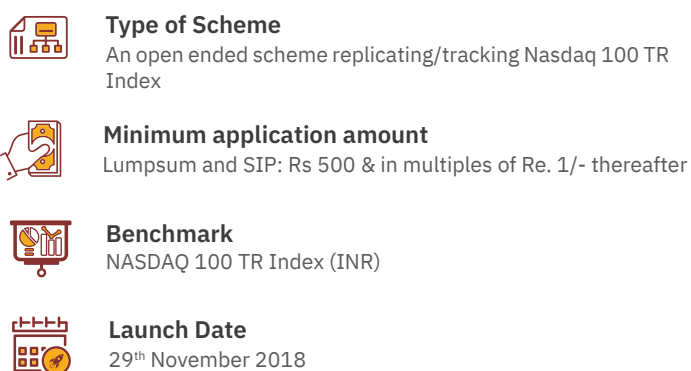 Type of Scheme
An open ended scheme replicating/tracking Nasdaq 100 TR
Index
Minimum application amount
Lumpsum and SIP: Rs 500 & in multiples of Re. 1/- thereafter
Benchmark
NASDAQ 100 TR Index (INR)
Launch Date
29th November 2018